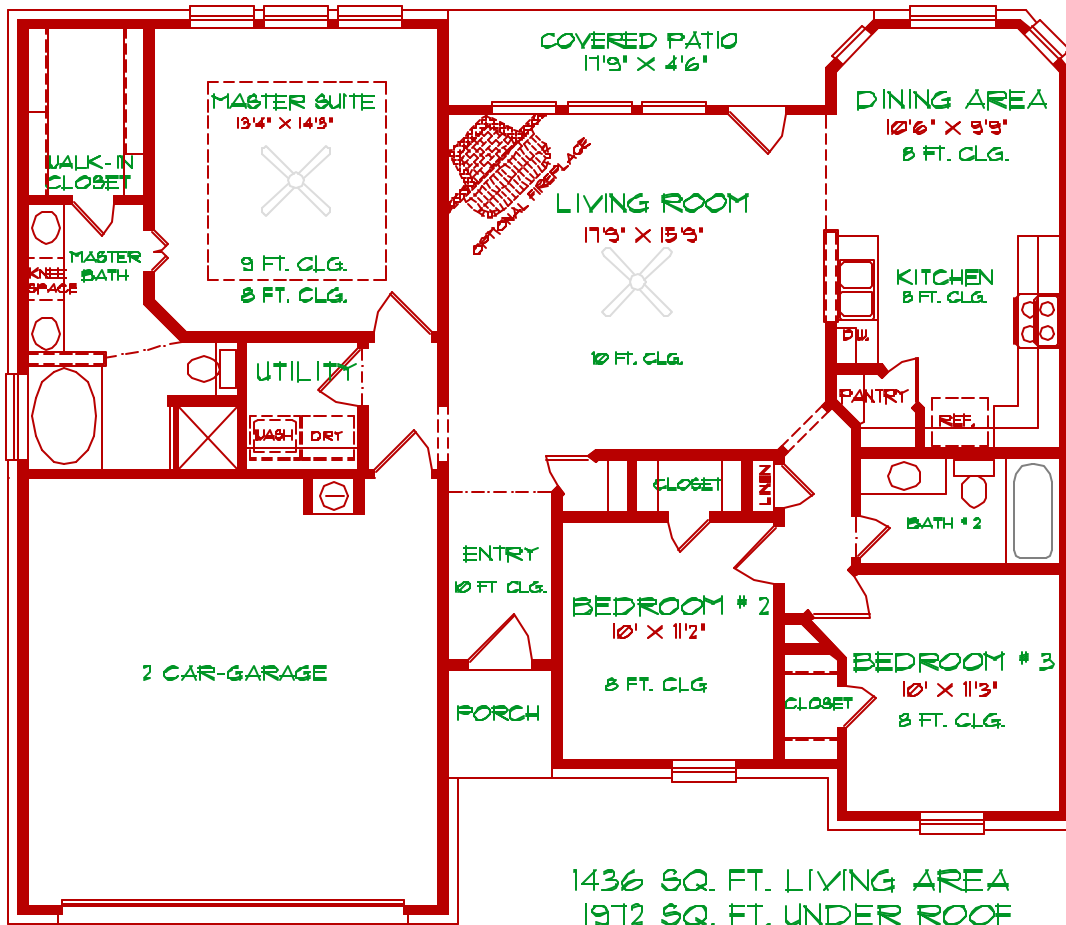 COVERED PATIO
17'9" X 4'6"
MASTER SUITE
13'4" X 14'3"
9 FT. CLG.
8 FT. CLG.
WALK-IN
CLOSET
MASTER
BATH
KNEE
SPACE
OPTIONAL FIREPLACE
LIVING ROOM
17'9" X 15'9"
10 FT. CLG.
DINING AREA
10'6" X 9'9"
8 FT. CLG.
KITCHEN
8 FT. CLG.
D.W.
PANTRY
REF.
UTILITY
WASH
DRY
CLOSET
LINEN
BATH #2
ENTRY
10 FT CLG.
BEDROOM # 2
10' X 11'2"
8 FT. CLG
BEDROOM # 3
10' X 11'3"
8 FT. CLG.
CLOSET
2 CAR-GARAGE
PORCH
1436 SQ. FT. LIVING AREA
1972 SQ. FT. UNDER ROOF